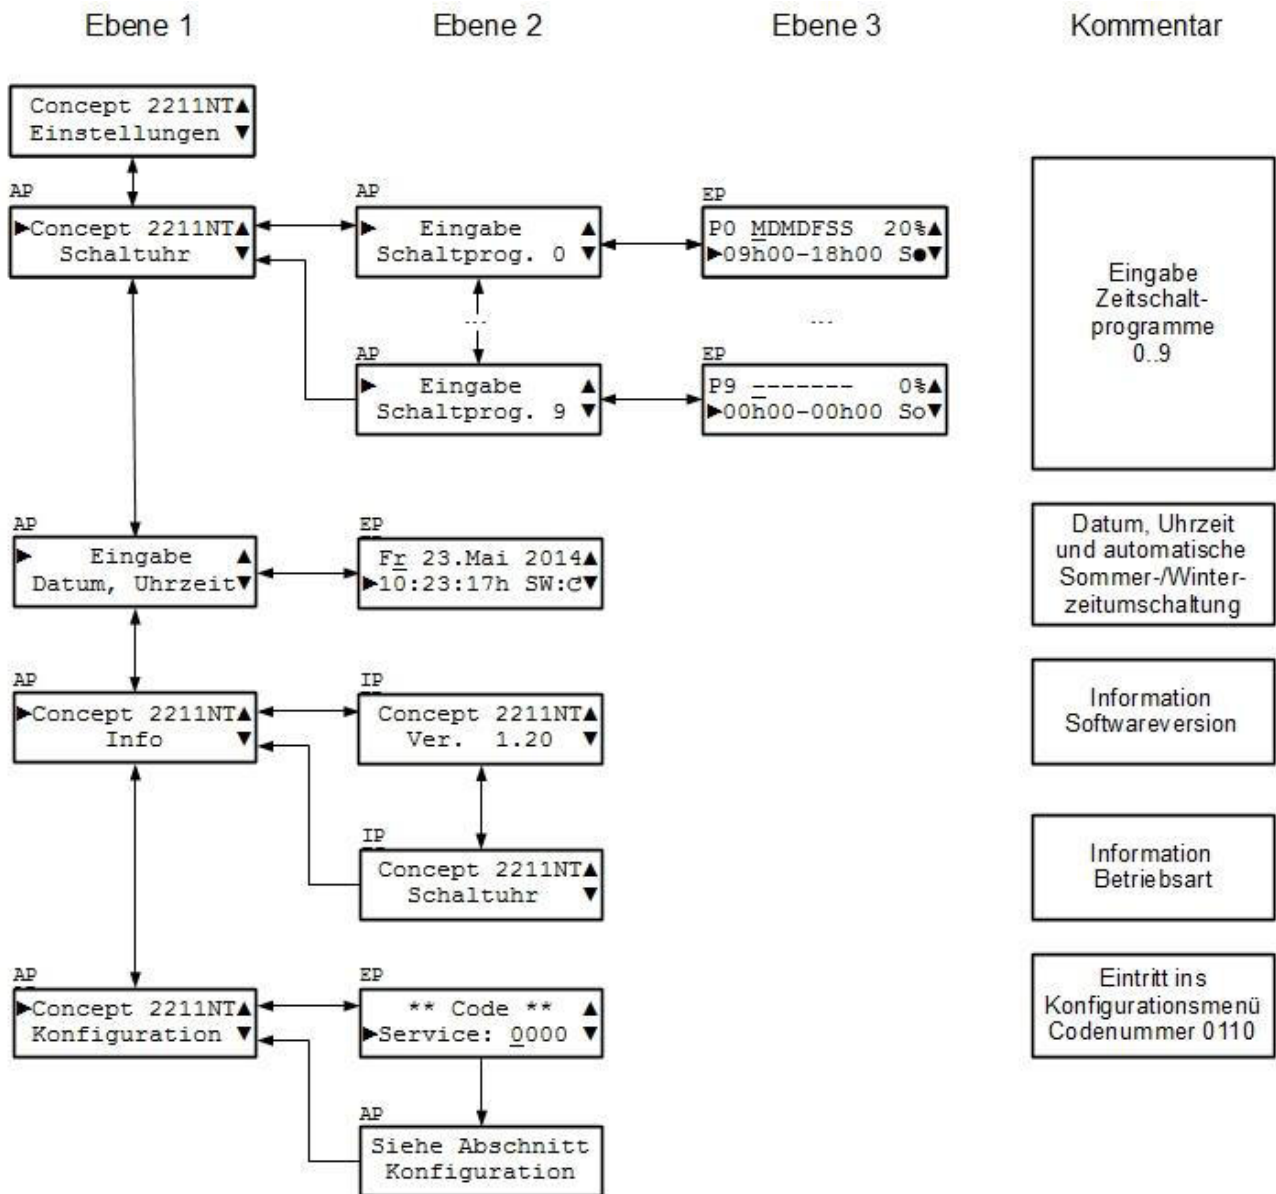 Ebene 1 Ebene 2 Ebene 3 Kommentar
Concept 2211NT▲
Einstellungen ▼
AP AP EP
▶Concept 2211NT▲ ▶ Eingabe ▲ P0 MDMDFSS 20%▲
Schaltuhr ▼ Schaltprog. 0 ▼ ▶09h00-18h00 S●▼
Eingabe
Zeitschalt-
programme
0..9
... ...
AP EP
▶ Eingabe ▲ P9 ------- 0%▲
Schaltprog. 9 ▼ ▶00h00-00h00 So▼
AP EP
▶ Eingabe ▲ Fr 23.Mai 2014▲
Datum, Uhrzeit▼ ▶10:23:17h SW:C▼
Datum, Uhrzeit
und automatische
Sommer-/Winter-
zeitumschaltung
AP IP
▶Concept 2211NT▲ Concept 2211NT▲
Info ▼ Ver. 1.20 ▼
Information
Softwareversion
IP
Concept 2211NT▲
Schaltuhr ▼
Information
Betriebsart
AP EP
▶Concept 2211NT▲ ** Code ** ▲
Konfiguration ▼ ▶Service: 0000 ▼
Eintritt ins
Konfigurationsmenü
Codenummer 0110
AP
Siehe Abschnitt
Konfiguration